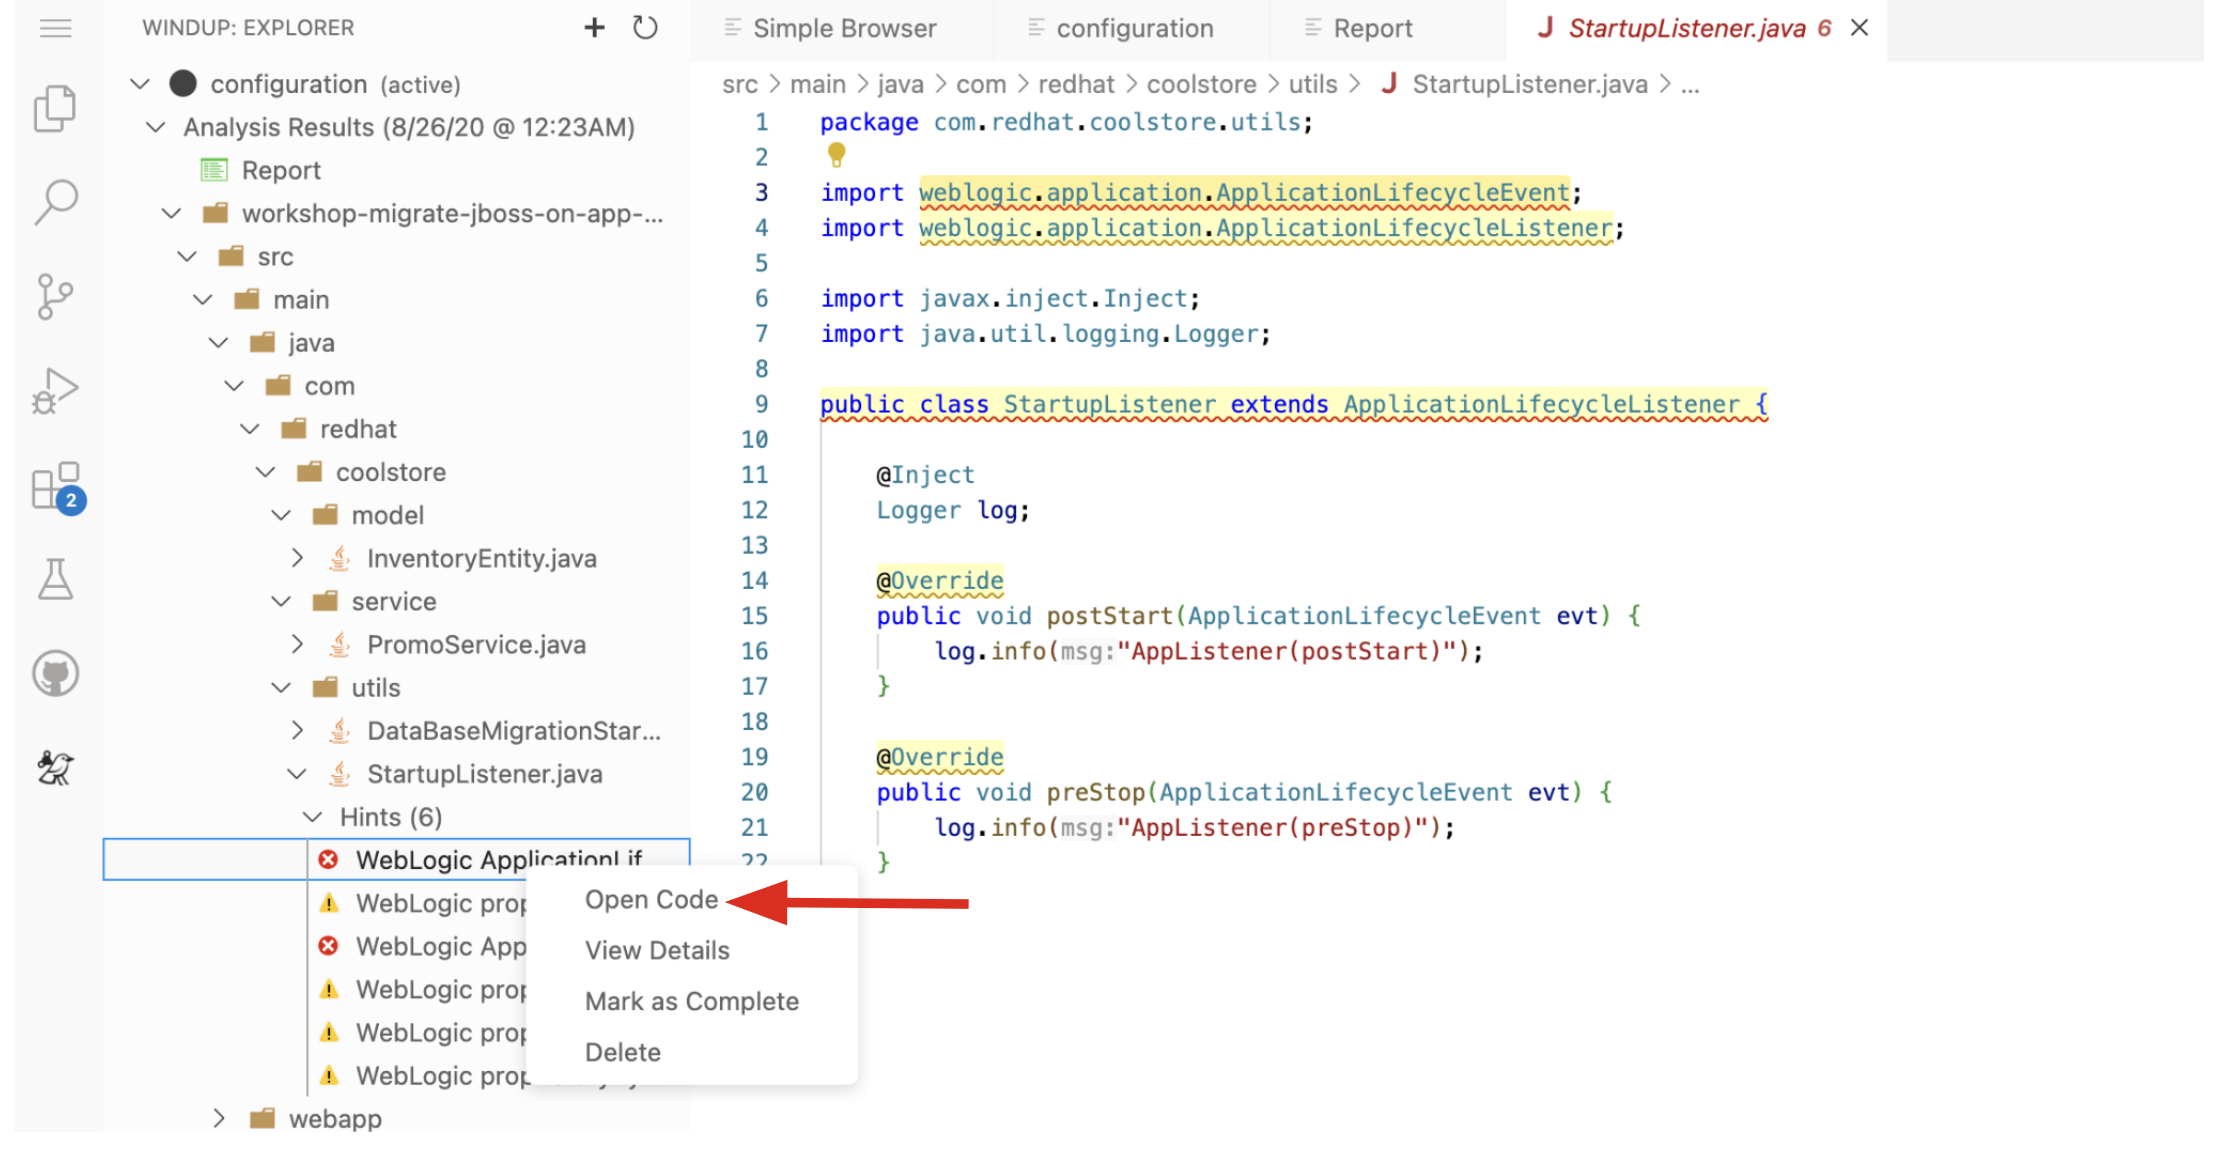 WINDUP: EXPLORER
configuration (active)
Analysis Results (8/26/20 @ 12:23AM)
Report
workshop-migrate-jboss-on-app-...
src
main
java
com
redhat
coolstore
model
InventoryEntity.java
service
PromoService.java
utils
DataBaseMigrationStar...
StartupListener.java
Hints (6)
WebLogic ApplicationLif
WebLogic prop
WebLogic App
WebLogic prop
WebLogic prop
WebLogic prop
webapp
2
Open Code
View Details
Mark as Complete
Delete
Simple Browser
configuration
Report
J StartupListener.java 6
src > main > java > com > redhat > coolstore > utils > J StartupListener.java > ...
1 package com.redhat.coolstore.utils;
2
3 import weblogic.application.ApplicationLifecycleEvent;
4 import weblogic.application.ApplicationLifecycleListener;
5
6 import javax.inject.Inject;
7 import java.util.logging.Logger;
8
9 public class StartupListener extends ApplicationLifecycleListener {
10
11 @Inject
12 Logger log;
13
14 @Override
15 public void postStart(ApplicationLifecycleEvent evt) {
16 log.info(msg:"AppListener(postStart)");
17 }
18
19 @Override
20 public void preStop(ApplicationLifecycleEvent evt) {
21 log.info(msg:"AppListener(preStop)");
22 }